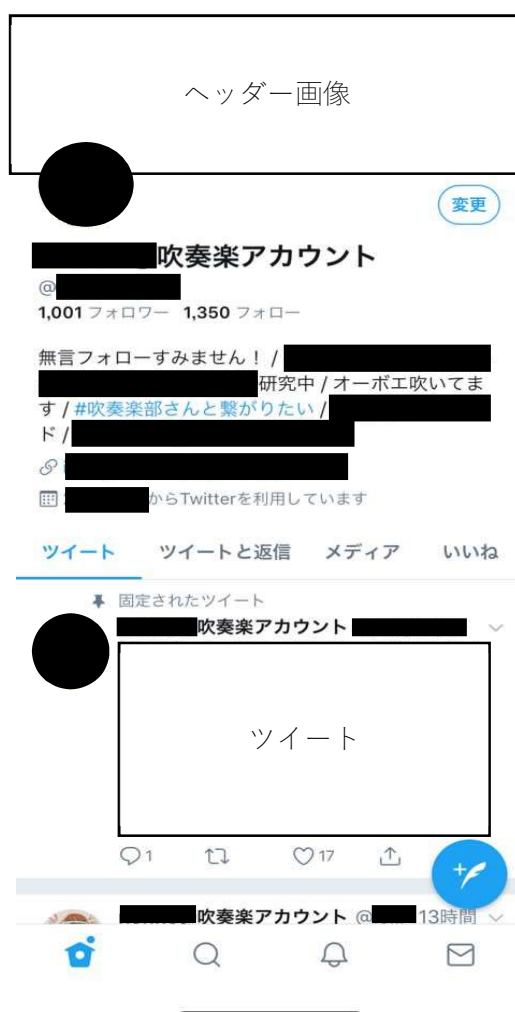 ヘッダー画像
変更
吹奏楽アカウント
@
1,001 フォロワー 1,350 フォロー
無言フォローすみません! /
研究中 / オーボエ吹いてま
す / #吹奏楽部さんと繋がりたい /
ド /
からTwitterを利用しています
ツイート ツイートと返信 メディア いいね
固定されたツイート
吹奏楽アカウント
ツイート
1 17
吹奏楽アカウント @ 13時間